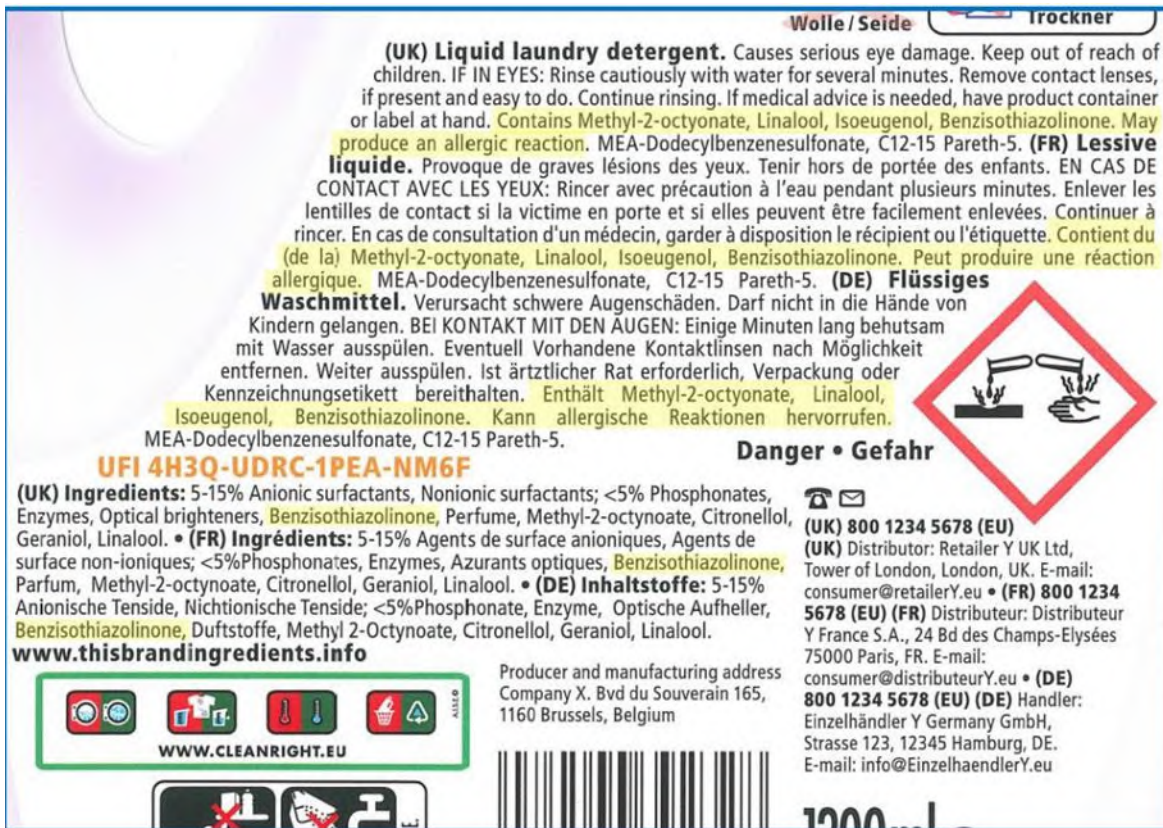 Wolle / Seide
Trockner
(UK) Liquid laundry detergent. Causes serious eye damage. Keep out of reach of
children. IF IN EYES: Rinse cautiously with water for several minutes. Remove contact lenses,
if present and easy to do. Continue rinsing. If medical advice is needed, have product container
or label at hand. Contains Methyl-2-octyonate, Linalool, Isoeugenol, Benzisothiazolinone. May
produce an allergic reaction. MEA-Dodecylbenzenesulfonate, C12-15 Pareth-5. (FR) Lessive
liquide. Provoque de graves lésions des yeux. Tenir hors de portée des enfants. EN CAS DE
CONTACT AVEC LES YEUX: Rincer avec précaution à l'eau pendant plusieurs minutes. Enlever les
lentilles de contact si la victime en porte et si elles peuvent être facilement enlevées. Continuer à
rincer. En cas de consultation d'un médecin, garder à disposition le récipient ou l'étiquette. Contient du
(de la) Methyl-2-octyonate, Linalool, Isoeugenol, Benzisothiazolinone. Peut produire une réaction
allergique. MEA-Dodecylbenzenesulfonate, C12-15 Pareth-5. (DE) Flüssiges
Waschmittel. Verursacht schwere Augenschäden. Darf nicht in die Hände von
Kindern gelangen. BEI KONTAKT MIT DEN AUGEN: Einige Minuten lang behutsam
mit Wasser ausspülen. Eventuell Vorhandene Kontaktlinsen nach Möglichkeit
entfernen. Weiter ausspülen. Ist ärtztlicher Rat erforderlich, Verpackung oder
Kennzeichnungsetikett bereithalten. Enthält Methyl-2-octyonate, Linalool,
Isoeugenol, Benzisothiazolinone. Kann allergische Reaktionen hervorrufen.
MEA-Dodecylbenzenesulfonate, C12-15 Pareth-5.
Danger • Gefahr
UFI 4H3Q-UDRC-1PEA-NM6F
(UK) Ingredients: 5-15% Anionic surfactants, Nonionic surfactants; <5% Phosphonates,
Enzymes, Optical brighteners, Benzisothiazolinone, Perfume, Methyl-2-octynoate, Citronellol,
Geraniol, Linalool. • (FR) Ingrédients: 5-15% Agents de surface anioniques, Agents de
surface non-ioniques; <5%Phosphonates, Enzymes, Azurants optiques, Benzisothiazolinone,
Parfum, Methyl-2-octynoate, Citronellol, Geraniol, Linalool. • (DE) Inhaltstoffe: 5-15%
Anionische Tenside, Nichtionische Tenside; <5%Phosphonate, Enzyme, Optische Aufheller,
Benzisothiazolinone, Duftstoffe, Methyl 2-Octynoate, Citronellol, Geraniol, Linalool.
www.thisbrandingredients.info
(UK) 800 1234 5678 (EU)
(UK) Distributor: Retailer Y UK Ltd,
Tower of London, London, UK. E-mail:
consumer@retailerY.eu • (FR) 800 1234
5678 (EU) (FR) Distributeur: Distributeur
Y France S.A., 24 Bd des Champs-Elysées
75000 Paris, FR. E-mail:
consumer@distributeurY.eu • (DE)
800 1234 5678 (EU) (DE) Handler:
Einzelhändler Y Germany GmbH,
Strasse 123, 12345 Hamburg, DE.
E-mail: info@EinzelhaendlerY.eu
Producer and manufacturing address
Company X. Bvd du Souverain 165,
1160 Brussels, Belgium
A.I.S.E.©
WWW.CLEANRIGHT.EU